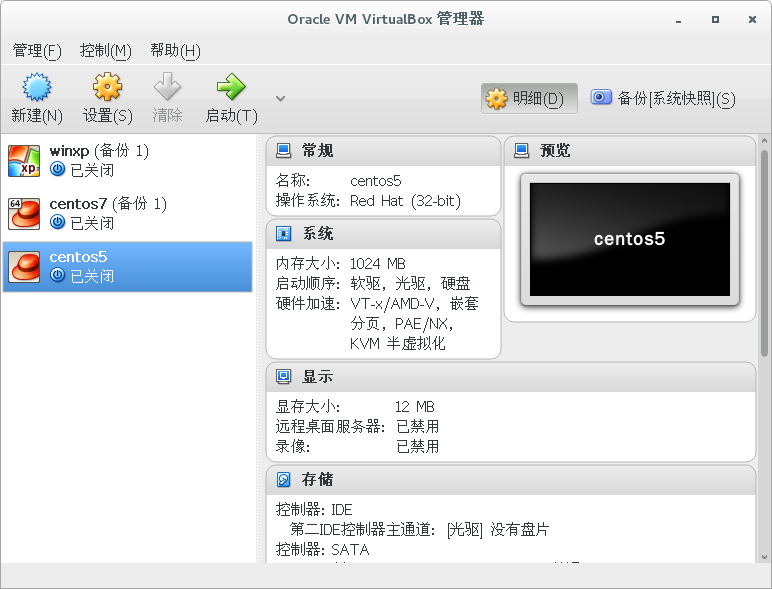 Oracle VM VirtualBox 管理器
管理(F) 控制(M) 帮助(H)
新建(N) 设置(S) 清除 启动(T) 明细(D) 备份[系统快照](S)
winxp (备份 1)
已关闭
64
centos7 (备份 1)
已关闭
centos5
已关闭
常规
名称: centos5
操作系统: Red Hat (32-bit)
预览
centos5
系统
内存大小: 1024 MB
启动顺序: 软驱, 光驱, 硬盘
硬件加速: VT-x/AMD-V, 嵌套
分页, PAE/NX,
KVM 半虚拟化
显示
显存大小: 12 MB
远程桌面服务器: 已禁用
录像: 已禁用
存储
控制器: IDE
第二IDE控制器主通道: [光驱] 没有盘片
控制器: SATA